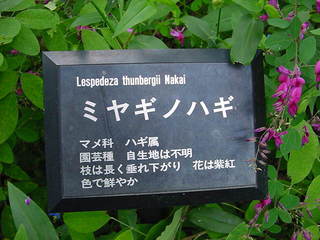 Lespedeza thunbergii Nakai
ミヤギノハギ
マメ科　ハギ属
園芸種　自生地は不明
枝は長く垂れ下がり　花は紫紅
色で鮮やか